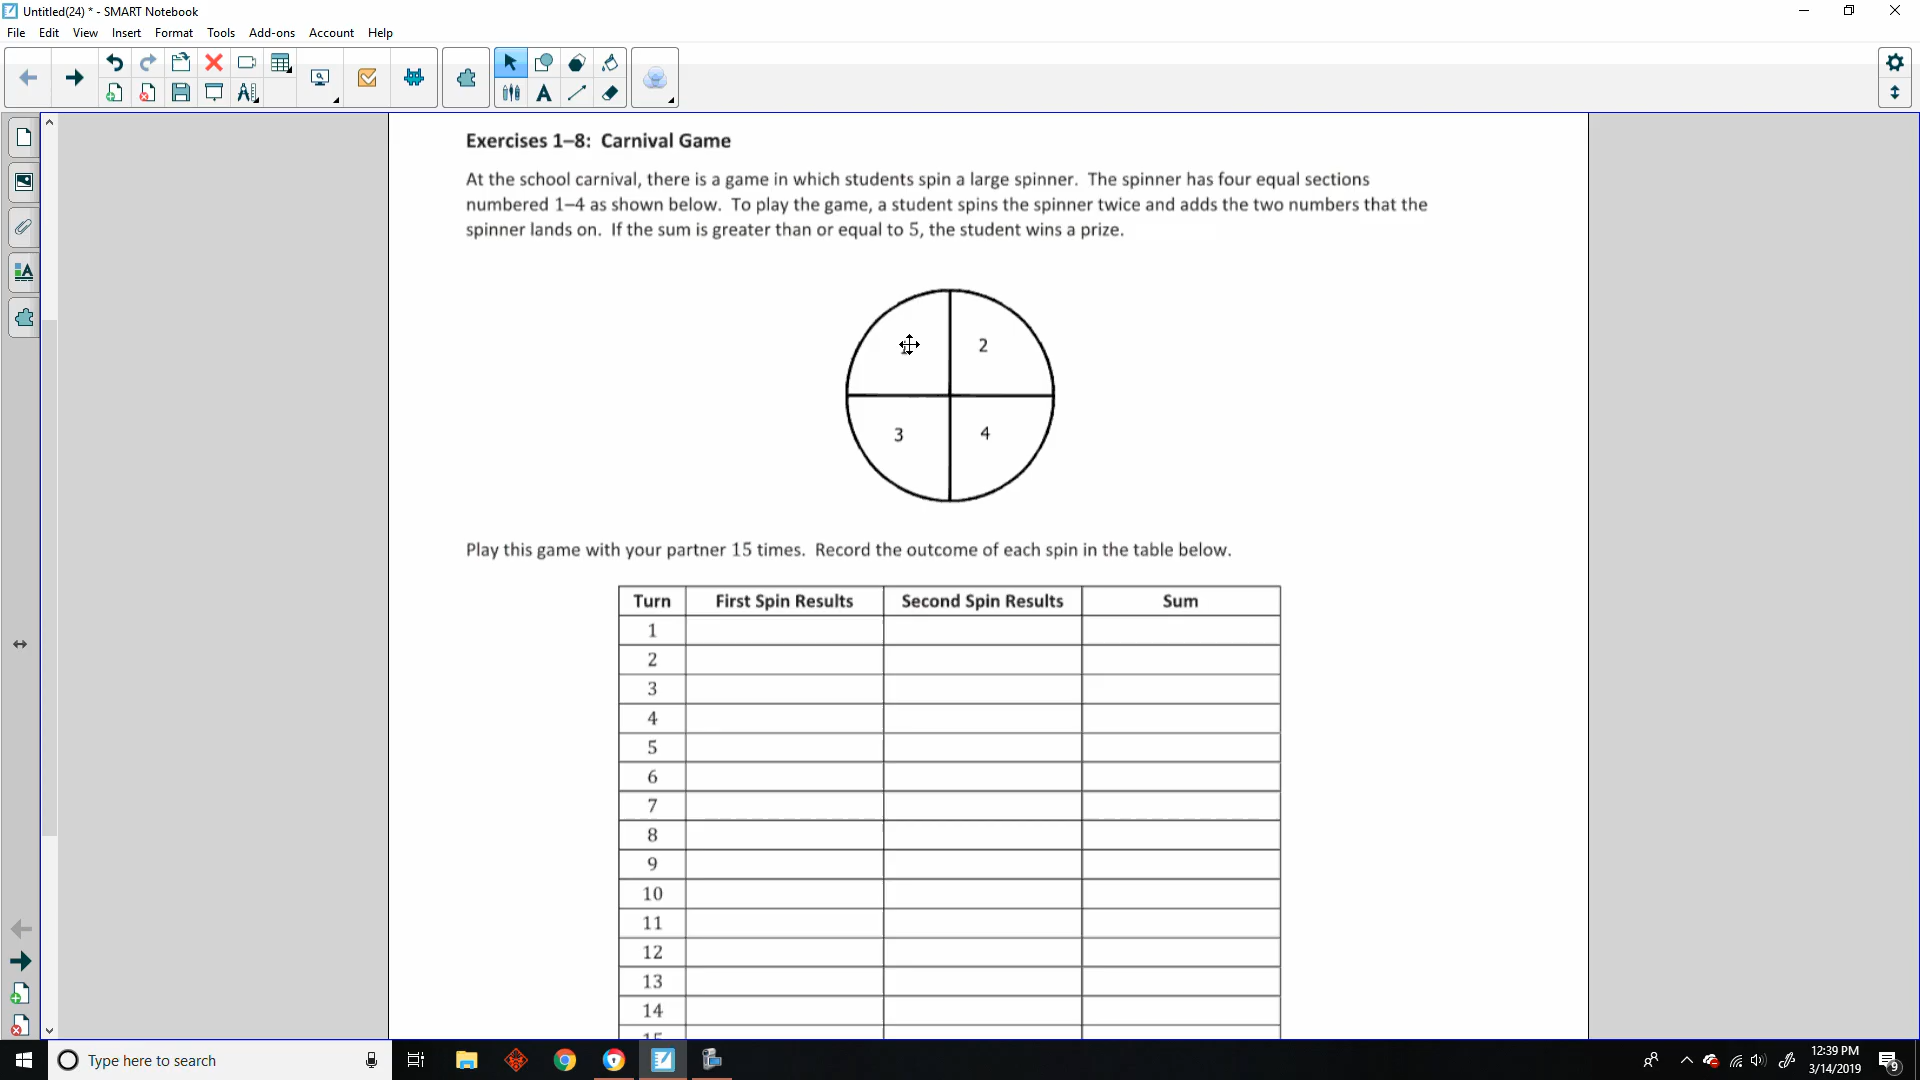 Untitled(24) * - SMART Notebook
File Edit View Insert Format Tools Add-ons Account Help
Exercises 1–8: Carnival Game
At the school carnival, there is a game in which students spin a large spinner. The spinner has four equal sections
numbered 1–4 as shown below. To play the game, a student spins the spinner twice and adds the two numbers that the
spinner lands on. If the sum is greater than or equal to 5, the student wins a prize.
2
3 4
Play this game with your partner 15 times. Record the outcome of each spin in the table below.
Turn First Spin Results Second Spin Results Sum
1
2
3
4
5
6
7
8
9
10
11
12
13
14
Type here to search
12:39 PM
3/14/2019
9